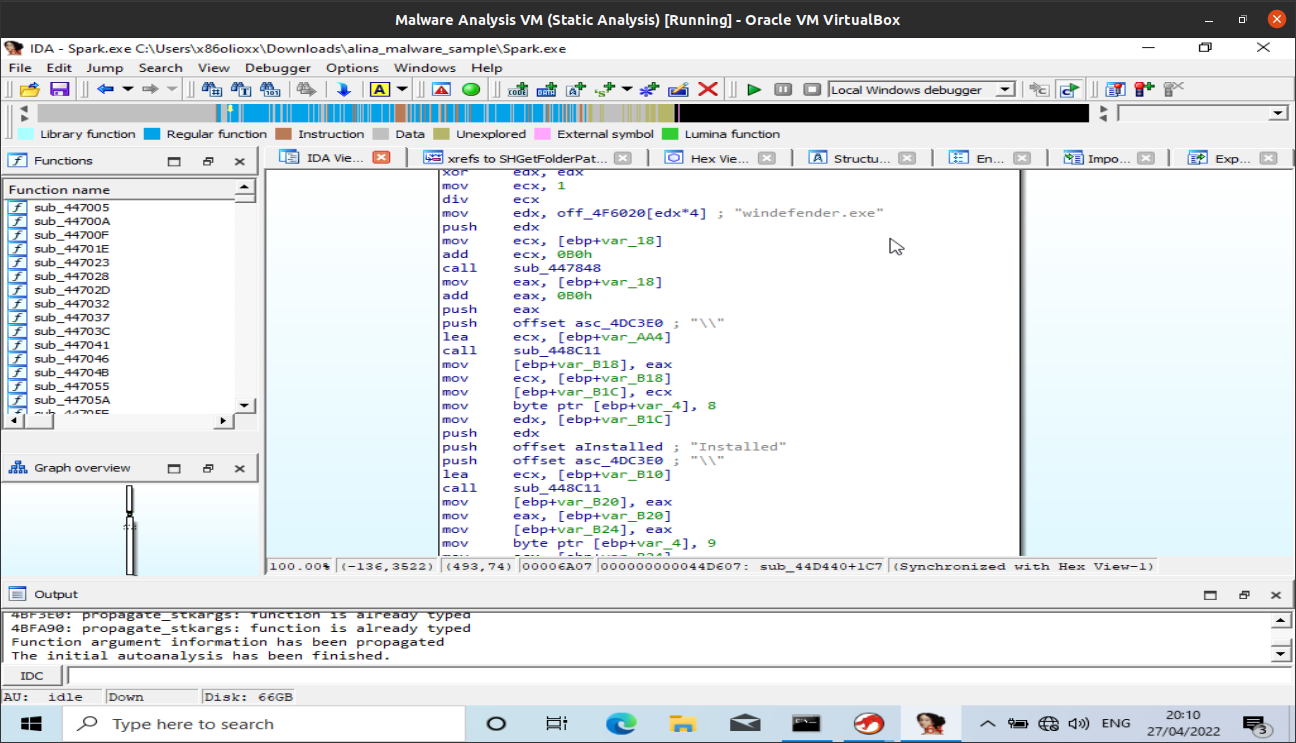 Malware Analysis VM (Static Analysis) [Running] - Oracle VM VirtualBox
IDA - Spark.exe C:\Users\x86olioxx\Downloads\alina_malware_sample\Spark.exe
File Edit Jump Search View Debugger Options Windows Help
Local Windows debugger
Library function Regular function Instruction Data Unexplored External symbol Lumina function
Functions
IDA Vie... xrefs to SHGetFolderPat... Hex Vie... Structu... En... Impo... Exp...
Function name
sub_447005
sub_44700A
sub_44700F
sub_44701E
sub_447023
sub_447028
sub_44702D
sub_447032
sub_447037
sub_44703C
sub_447041
sub_447046
sub_44704B
sub_447055
sub_44705A
xor edx, edx
mov ecx, 1
div ecx
mov edx, off_4F6020[edx*4] ; "windefender.exe"
push edx
mov ecx, [ebp+var_18]
add ecx, 0B0h
call sub_447848
mov eax, [ebp+var_18]
add eax, 0B0h
push eax
push offset asc_4DC3E0 ; "\\"
lea ecx, [ebp+var_AA4]
call sub_448C11
mov [ebp+var_B18], eax
mov ecx, [ebp+var_B18]
mov [ebp+var_B1C], ecx
mov byte ptr [ebp+var_4], 8
mov edx, [ebp+var_B1C]
push edx
push offset aInstalled ; "Installed"
push offset asc_4DC3E0 ; "\\"
lea ecx, [ebp+var_B10]
call sub_448C11
mov [ebp+var_B20], eax
mov eax, [ebp+var_B20]
mov [ebp+var_B24], eax
mov byte ptr [ebp+var_4], 9
Graph overview
100.00% (-136,3522) (493,74) 00006A07 000000000044D607: sub_44D440+1C7 (Synchronized with Hex View-1)
Output
4BF3E0: propagate_stkargs: function is already typed
4BFA90: propagate_stkargs: function is already typed
Function argument information has been propagated
The initial autoanalysis has been finished.
IDC
AU: idle Down Disk: 66GB
Type here to search
ENG
20:10
27/04/2022
3